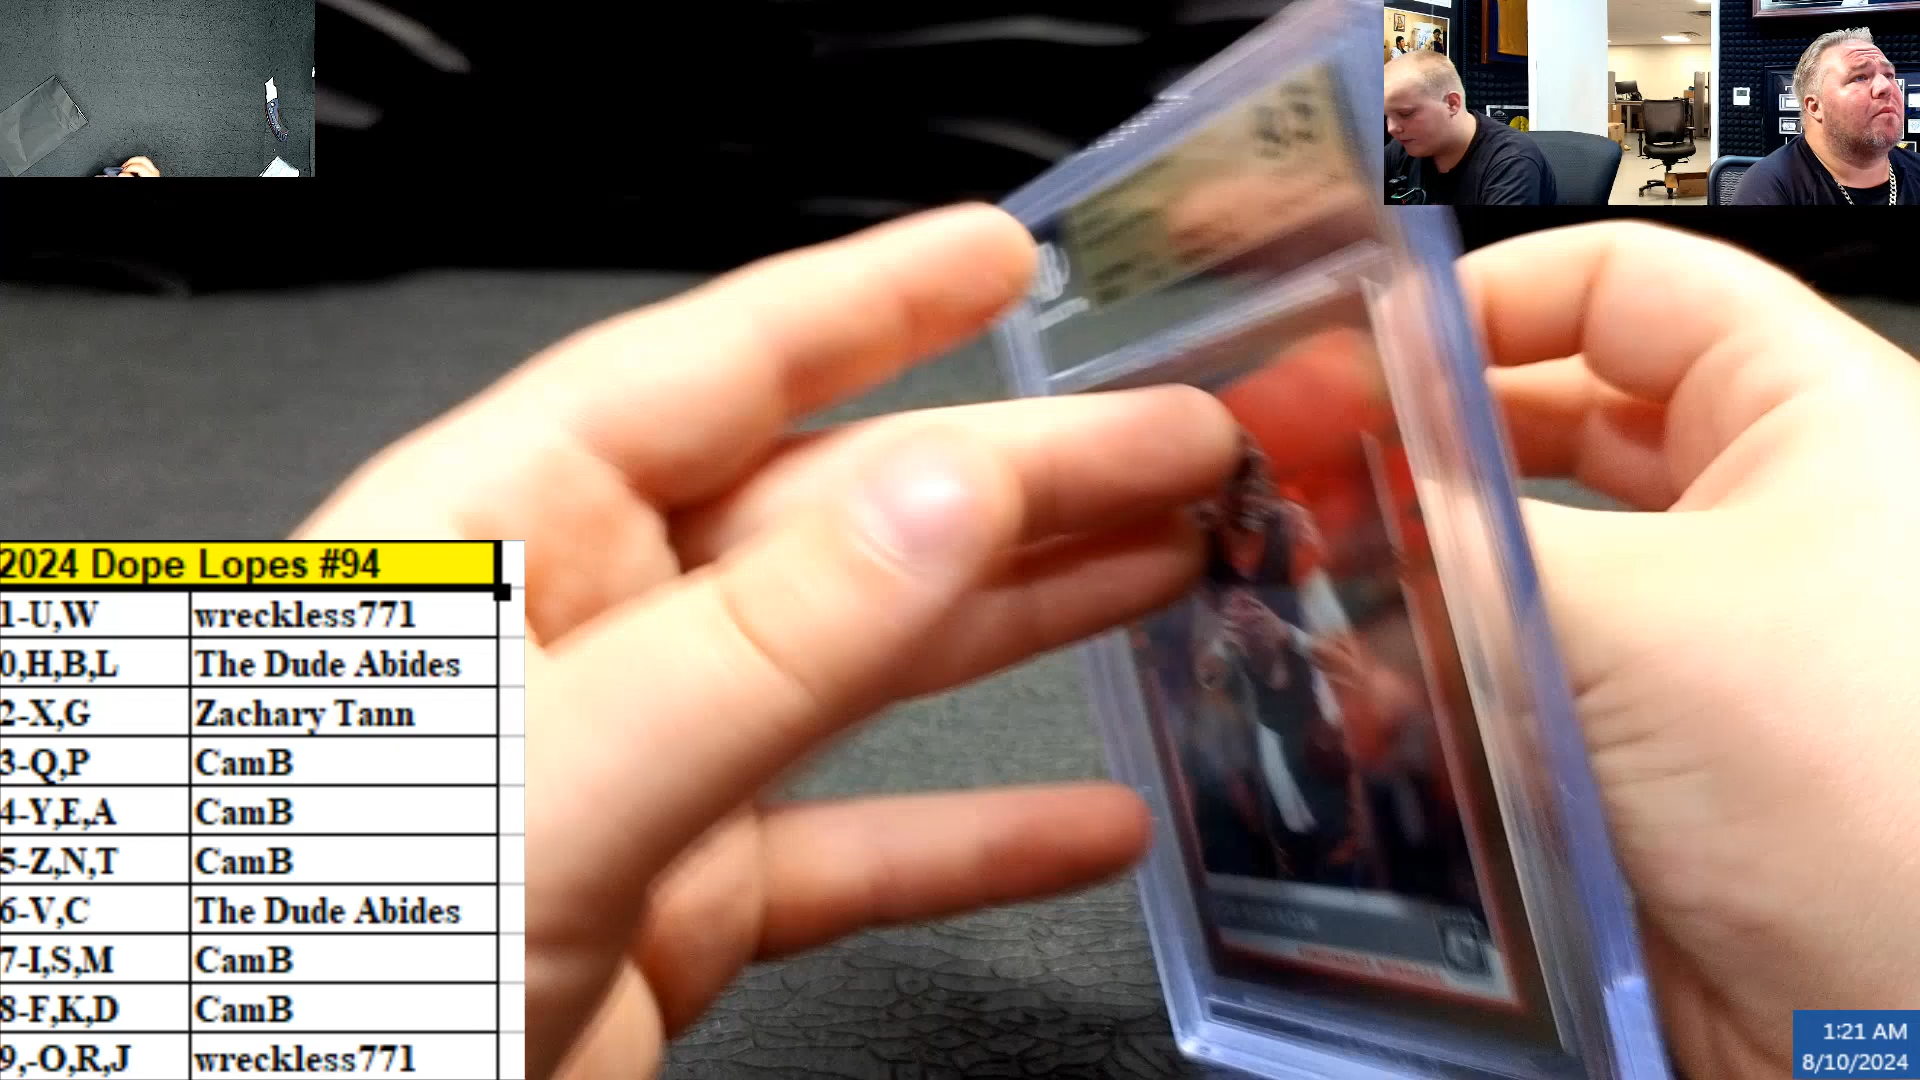 2024 Dope Lopes #94
1-U,W wreckless771
0,H,B,L The Dude Abides
2-X,G Zachary Tann
3-Q,P CamB
4-Y,E,A CamB
5-Z,N,T CamB
6-V,C The Dude Abides
7-I,S,M CamB
8-F,K,D CamB
9,-O,R,J wreckless771
1:21 AM
8/10/2024